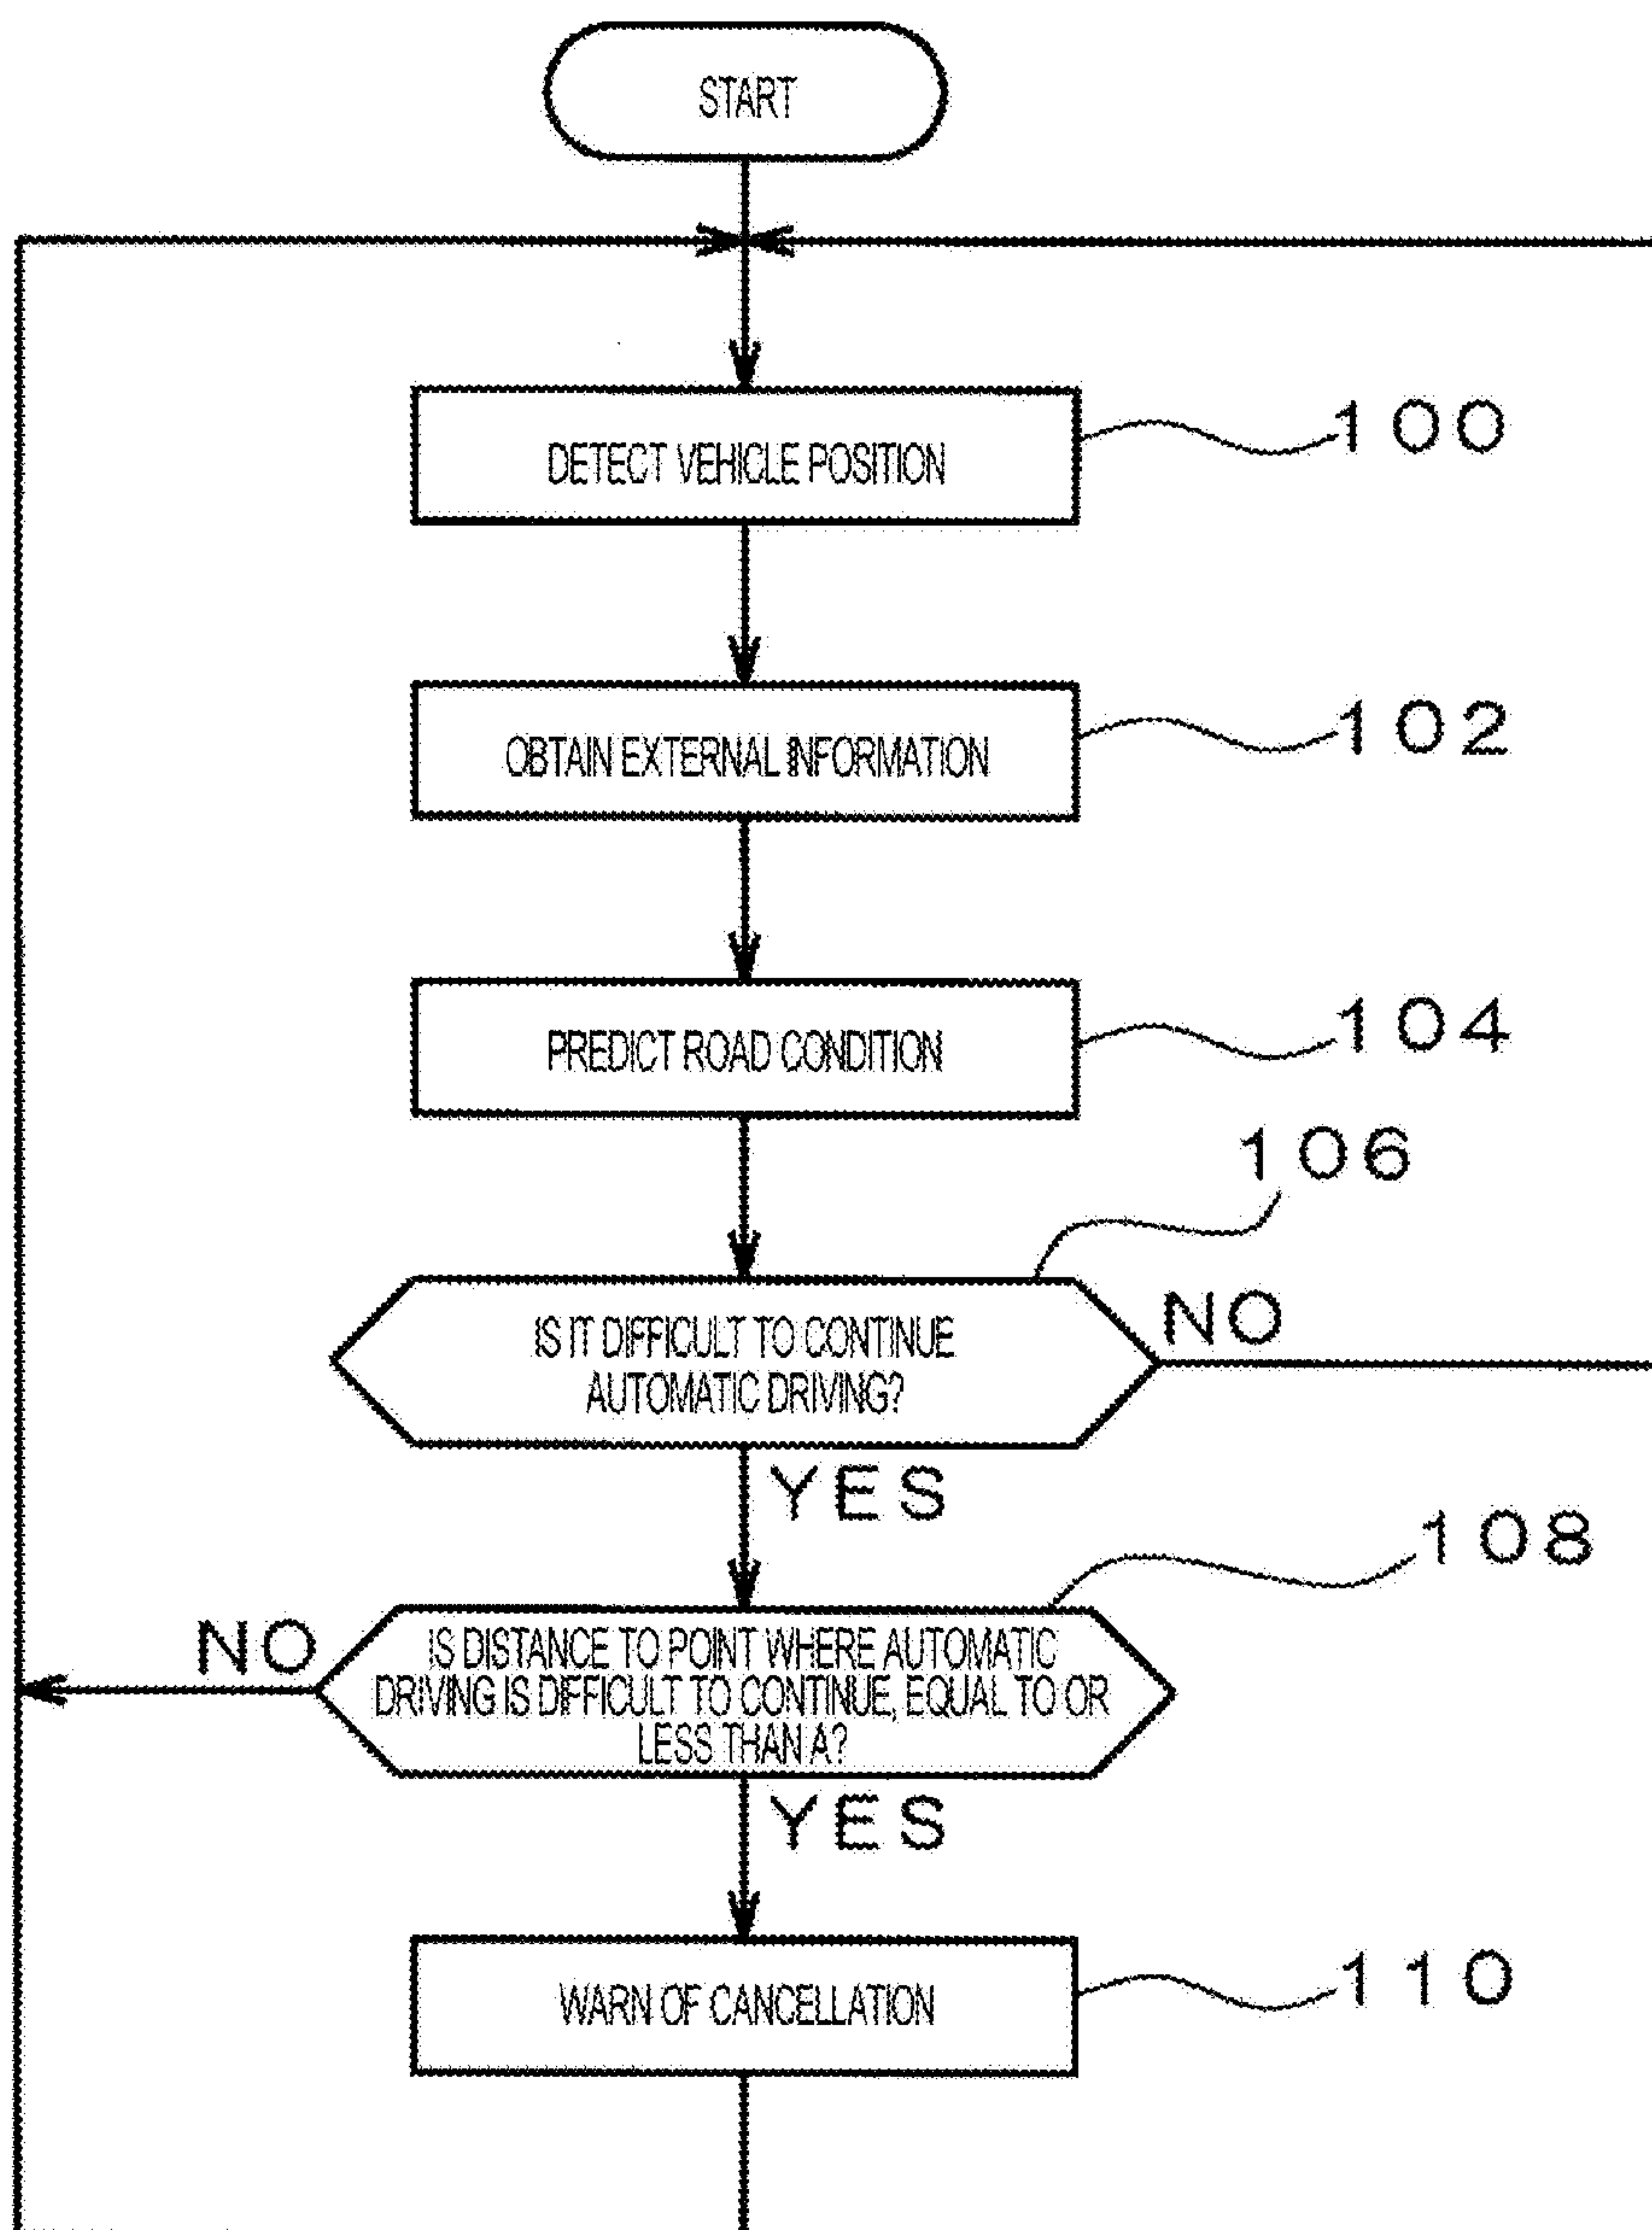 START
DETECT VEHICLE POSITION
100
OBTAIN EXTERNAL INFORMATION
102
PREDICT ROAD CONDITION
104
106
IS IT DIFFICULT TO CONTINUE
AUTOMATIC DRIVING?
NO
YES
108
NO
IS DISTANCE TO POINT WHERE AUTOMATIC
DRIVING IS DIFFICULT TO CONTINUE, EQUAL TO OR
LESS THAN A?
YES
WARN OF CANCELLATION
110